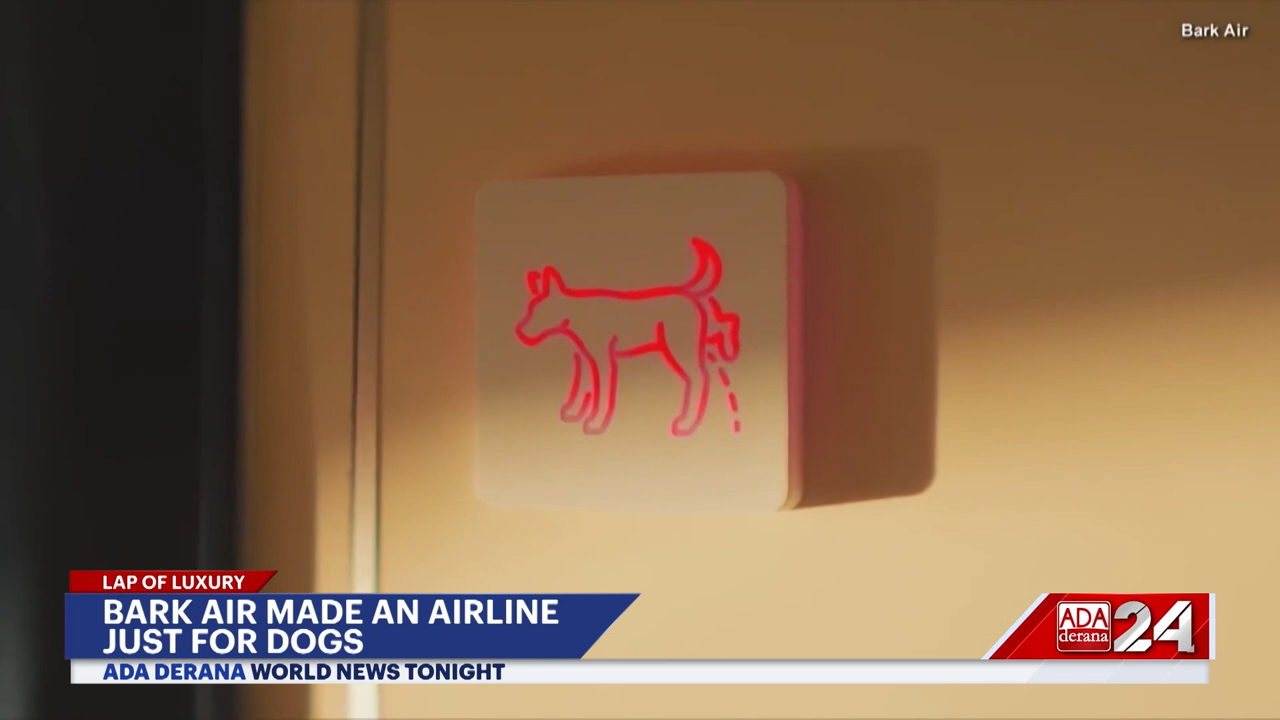 Bark Air
LAP OF LUXURY
BARK AIR MADE AN AIRLINE
JUST FOR DOGS
ADA DERANA WORLD NEWS TONIGHT
ADA
derana
24